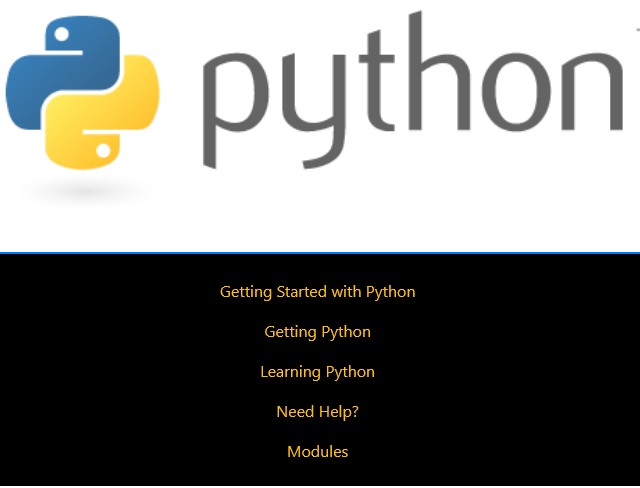 python
Getting Started with Python
Getting Python
Learning Python
Need Help?
Modules